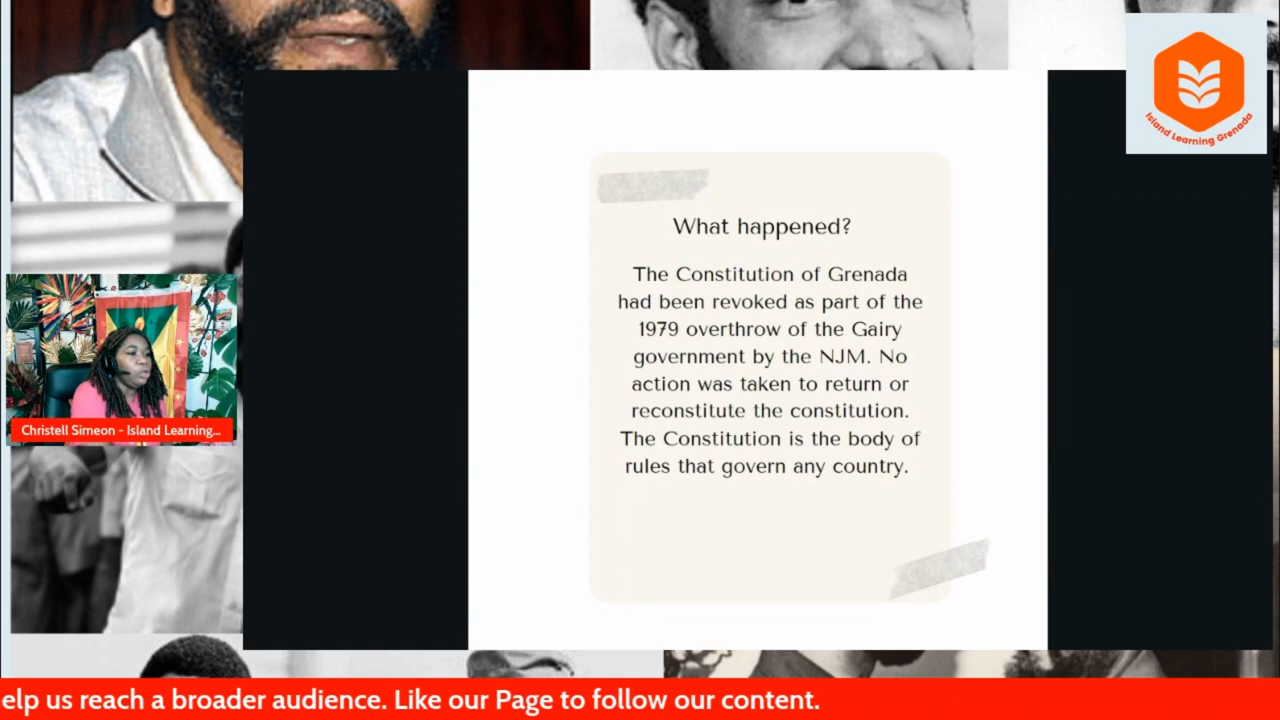 Island Learning Grenada
What happened?
The Constitution of Grenada
had been revoked as part of the
1979 overthrow of the Gairy
government by the NJM. No
action was taken to return or
reconstitute the constitution.
The Constitution is the body of
rules that govern any country.
Christell Simeon - Island Learning...
elp us reach a broader audience. Like our Page to follow our content.